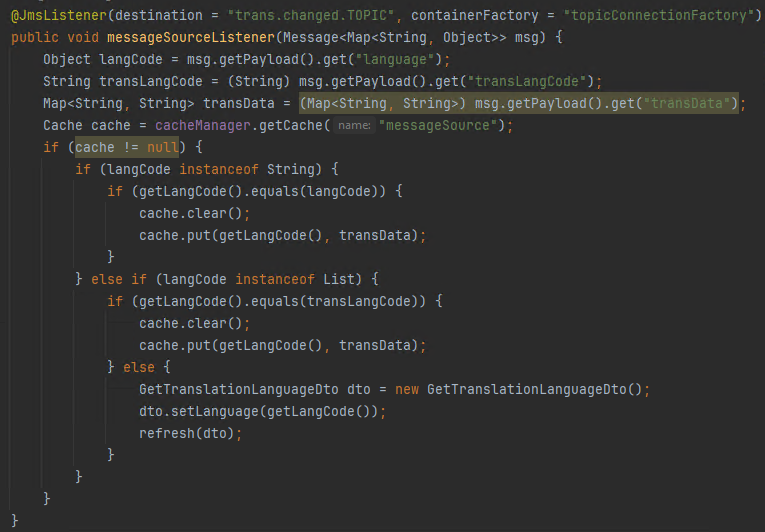 @JmsListener(destination = "trans.changed.TOPIC", containerFactory = "topicConnectionFactory")
public void messageSourceListener(Message<Map<String, Object>> msg) {
    Object langCode = msg.getPayload().get("language");
    String transLangCode = (String) msg.getPayload().get("transLangCode");
    Map<String, String> transData = (Map<String, String>) msg.getPayload().get("transData");
    Cache cache = cacheManager.getCache( name: "messageSource");
    if (cache != null) {
        if (langCode instanceof String) {
            if (getLangCode().equals(langCode)) {
                cache.clear();
                cache.put(getLangCode(), transData);
            }
        } else if (langCode instanceof List) {
            if (getLangCode().equals(transLangCode)) {
                cache.clear();
                cache.put(getLangCode(), transData);
            } else {
                GetTranslationLanguageDto dto = new GetTranslationLanguageDto();
                dto.setLanguage(getLangCode());
                refresh(dto);
            }
        }
    }
}